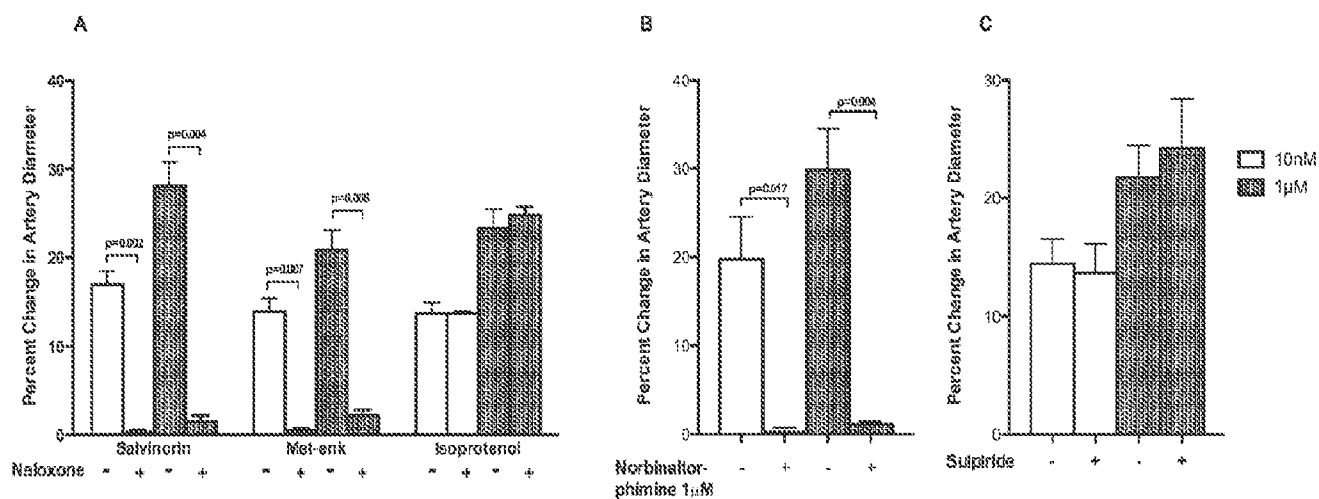 A
B
C
Percent Change in Artery Diameter
40
30
20
10
0
p=0.002
p=0.004
p=0.007
p=0.008
Salvinorin
Met-enk
Isoprotenol
Naloxone - + - + - + - + - + - +
Percent Change in Artery Diameter
40
30
20
10
0
p=0.017
p=0.004
Norbinaltor-
phimine 1µM
- + - +
Percent Change in Artery Diameter
30
20
10
0
Sulpiride - + - +
10nM
1µM